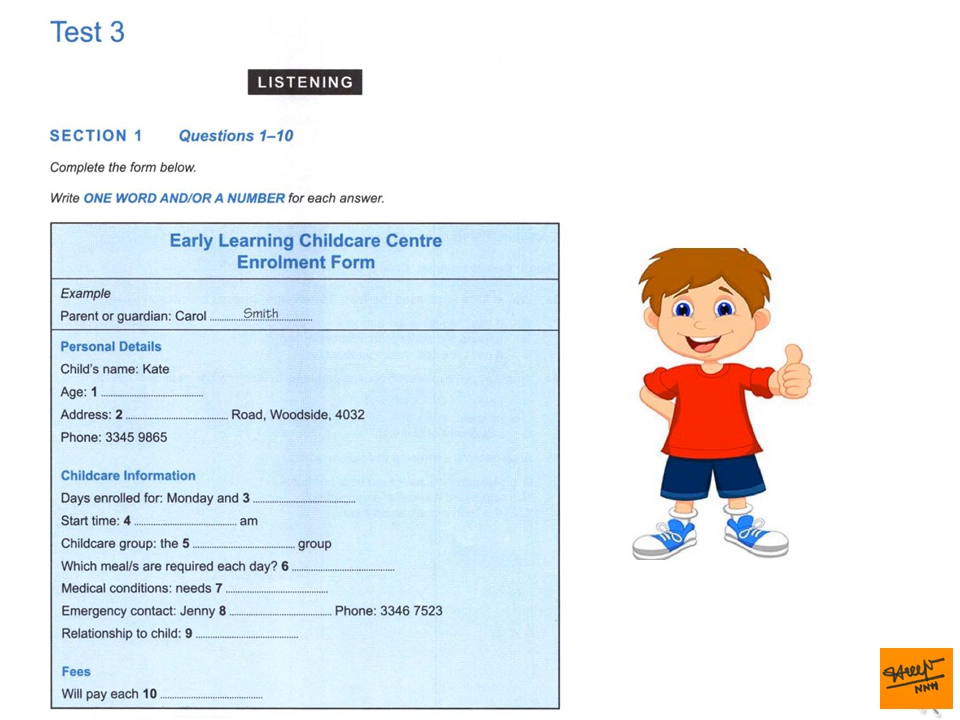 Test 3
LISTENING
SECTION 1 Questions 1–10
Complete the form below.
Write ONE WORD AND/OR A NUMBER for each answer.
Early Learning Childcare Centre
Enrolment Form
Example
Parent or guardian: Carol ..............Smith..............
Personal Details
Child's name: Kate
Age: 1 ..............................
Address: 2 .............................. Road, Woodside, 4032
Phone: 3345 9865
Childcare Information
Days enrolled for: Monday and 3 ..............................
Start time: 4 .............................. am
Childcare group: the 5 .............................. group
Which meal/s are required each day? 6 ..............................
Medical conditions: needs 7 ..............................
Emergency contact: Jenny 8 .............................. Phone: 3346 7523
Relationship to child: 9 ..............................
Fees
Will pay each 10 ..............................
NNH